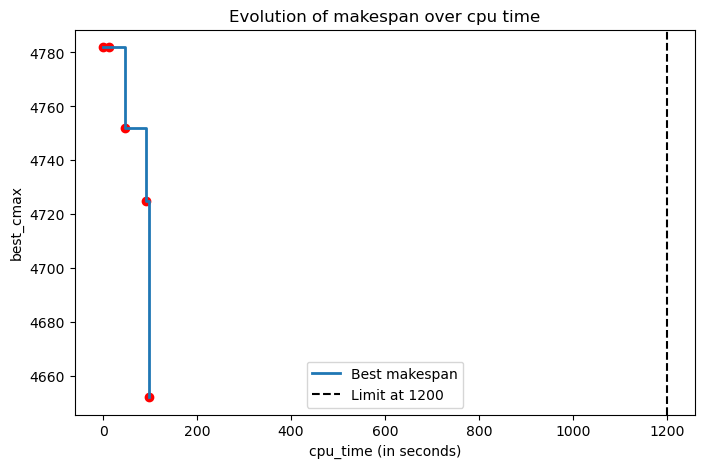 Evolution of makespan over cpu time
best_cmax
4780
4760
4740
4720
4700
4680
4660
Best makespan
Limit at 1200
0
200
400
600
800
1000
1200
cpu_time (in seconds)